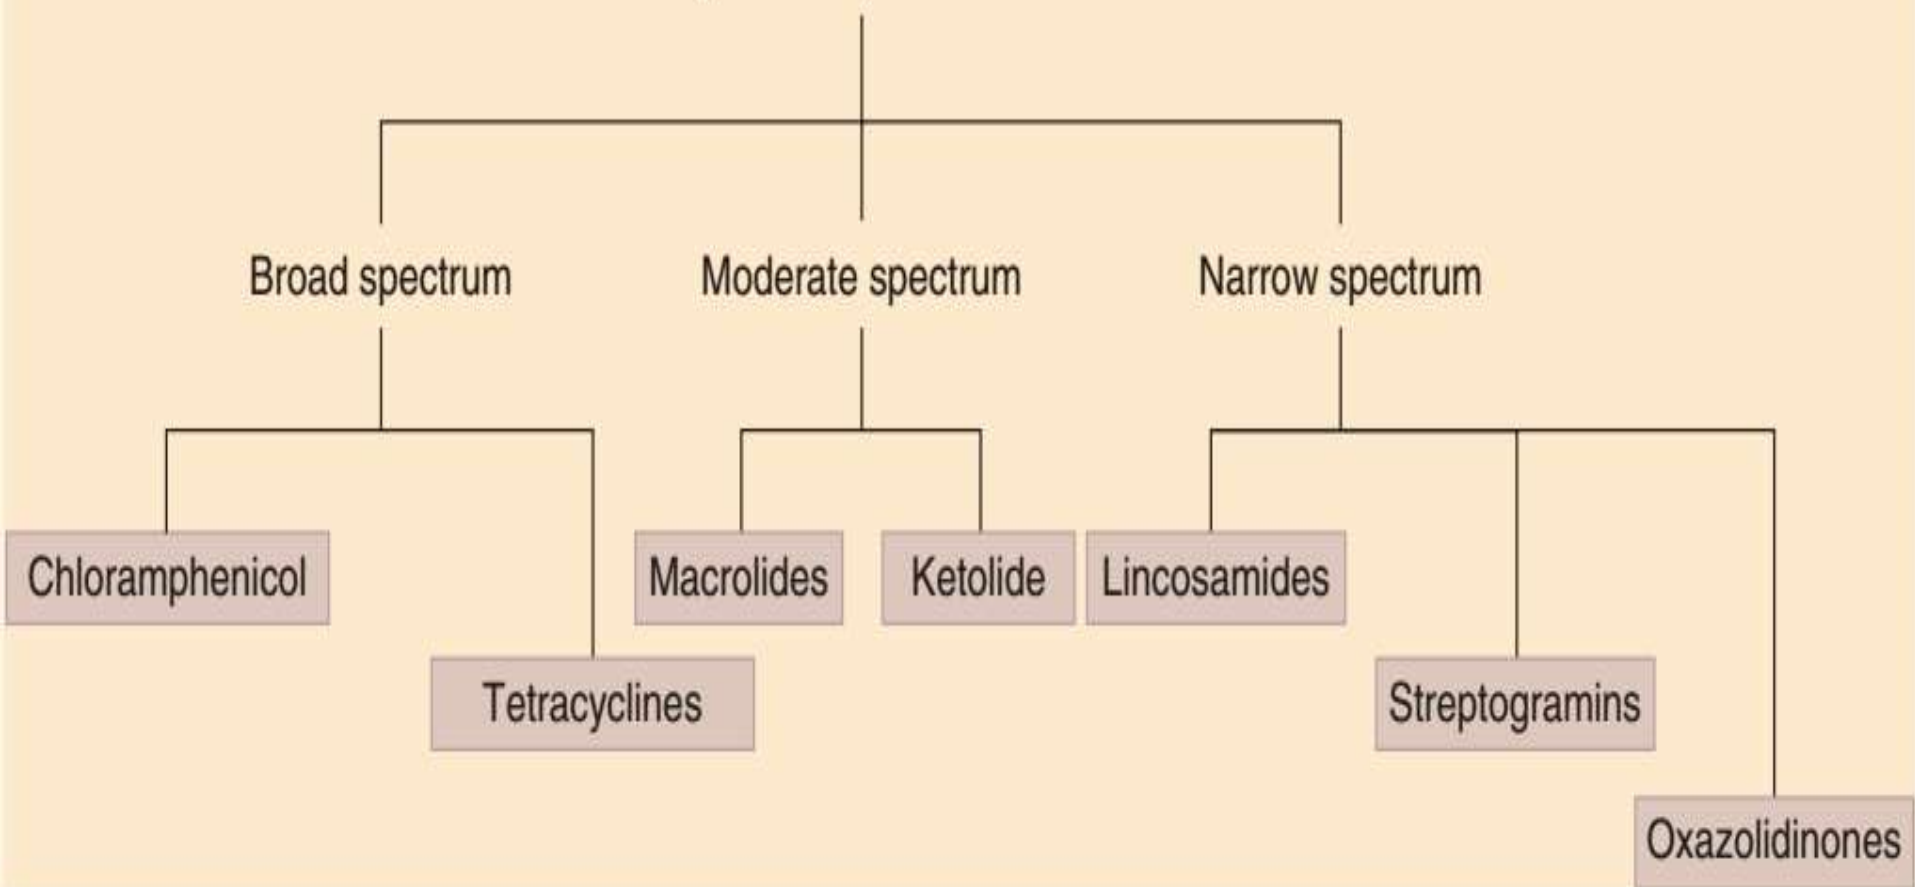 Broad spectrum
Moderate spectrum
Narrow spectrum
Chloramphenicol
Macrolides
Ketolide
Lincosamides
Tetracyclines
Streptogramins
Oxazolidinones